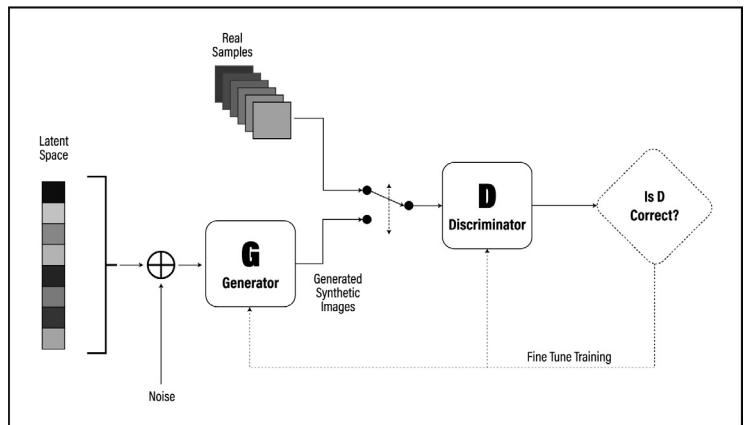 Real
Samples
Latent
Space
G
Generator
Generated
Synthetic
Images
Noise
D
Discriminator
Is D
Correct?
Fine Tune Training